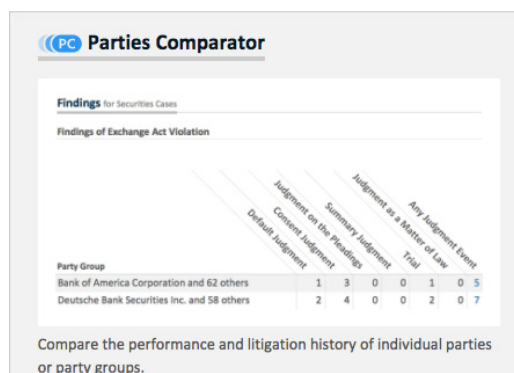 PC Parties Comparator
Findings for Securities Cases
Findings of Exchange Act Violation
Default Judgment
Consent Judgment
Judgment on the Pleadings
Summary Judgment
Trial
Judgment as a Matter of Law
Any Judgment Event
Party Group
Bank of America Corporation and 62 others 1 3 0 0 1 0 5
Deutsche Bank Securities Inc. and 58 others 2 4 0 0 2 0 7
Compare the performance and litigation history of individual parties
or party groups.